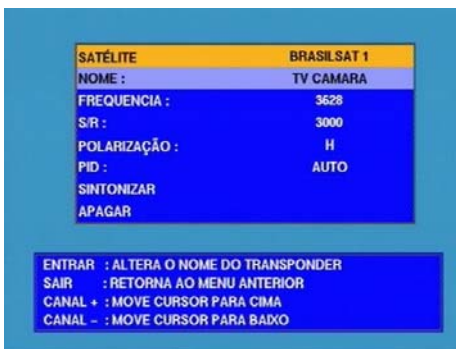 SATÉLITE BRASILSAT 1
NOME : TV CAMARA
FREQUENCIA : 3628
S/R : 3000
POLARIZAÇÃO : H
PID : AUTO
SINTONIZAR
APAGAR
ENTRAR : ALTERA O NOME DO TRANSPONDER
SAIR : RETORNA AO MENU ANTERIOR
CANAL + : MOVE CURSOR PARA CIMA
CANAL – : MOVE CURSOR PARA BAIXO